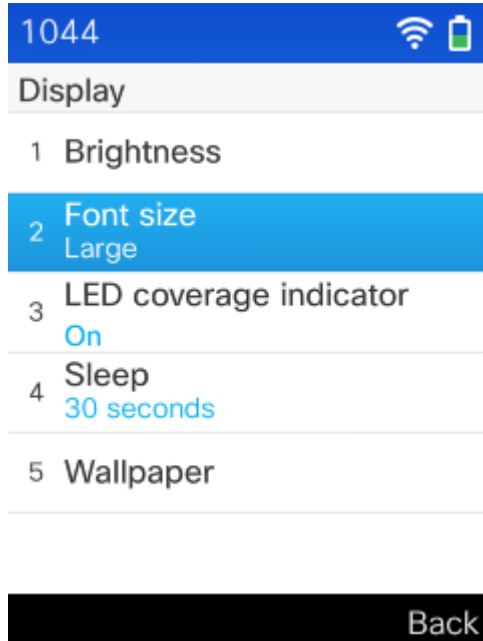 1044
Display
1 Brightness
2 Font size
Large
3 LED coverage indicator
On
4 Sleep
30 seconds
5 Wallpaper
Back